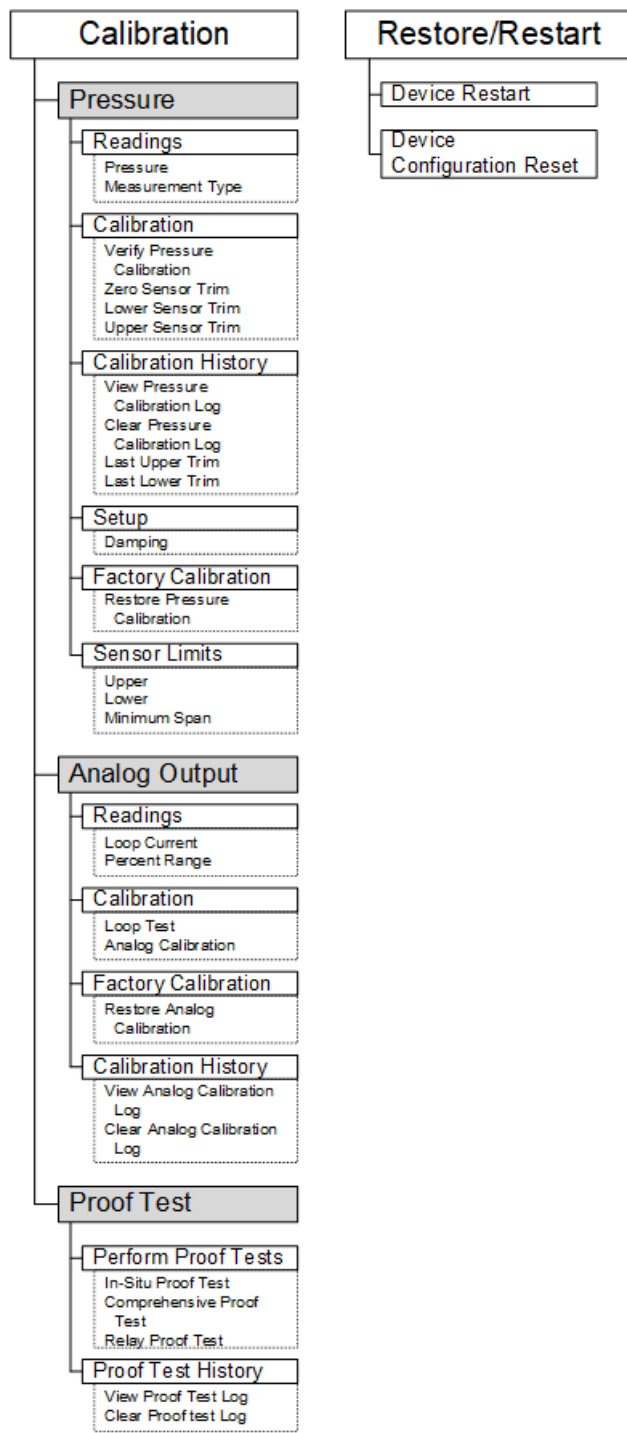 Calibration
Pressure
Readings
Pressure
Measurement Type
Calibration
Verify Pressure
Calibration
Zero Sensor Trim
Lower Sensor Trim
Upper Sensor Trim
Calibration History
View Pressure
Calibration Log
Clear Pressure
Calibration Log
Last Upper Trim
Last Lower Trim
Setup
Damping
Factory Calibration
Restore Pressure
Calibration
Sensor Limits
Upper
Lower
Minimum Span
Analog Output
Readings
Loop Current
Percent Range
Calibration
Loop Test
Analog Calibration
Factory Calibration
Restore Analog
Calibration
Calibration History
View Analog Calibration
Log
Clear Analog Calibration
Log
Proof Test
Perform Proof Tests
In-Situ Proof Test
Comprehensive Proof
Test
Relay Proof Test
Proof Test History
View Proof Test Log
Clear Proof test Log
Restore/Restart
Device Restart
Device
Configuration Reset